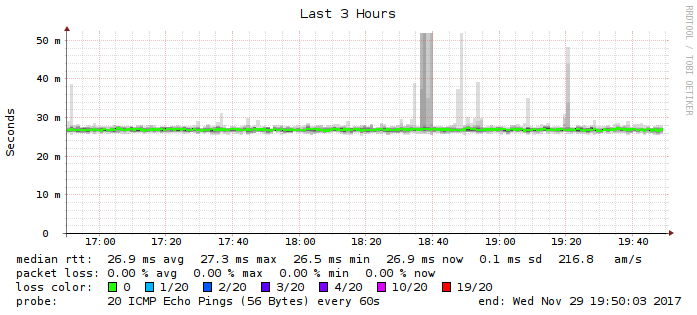 Last 3 Hours
RRDTOOL / TOBI OETIKER
Seconds
50 m
40 m
30 m
20 m
10 m
0
17:00 17:20 17:40 18:00 18:20 18:40 19:00 19:20 19:40
median rtt: 26.9 ms avg 27.3 ms max 26.5 ms min 26.9 ms now 0.1 ms sd 216.8 am/s
packet loss: 0.00 % avg 0.00 % max 0.00 % min 0.00 % now
loss color: 0 1/20 2/20 3/20 4/20 10/20 19/20
probe: 20 ICMP Echo Pings (56 Bytes) every 60s end: Wed Nov 29 19:50:03 2017